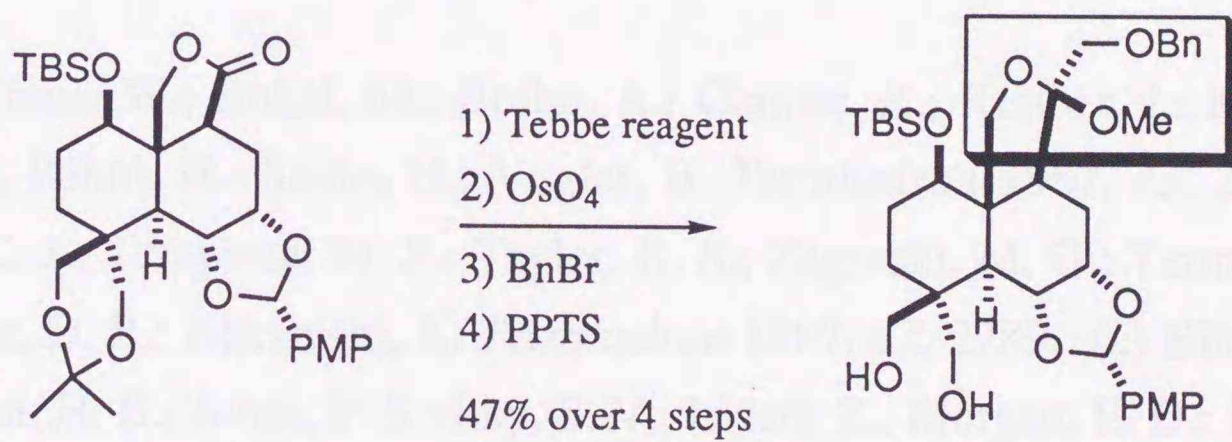 O
O
TBSO
H
O
O
O
O
PMP
1) Tebbe reagent
2) OsO4
3) BnBr
4) PPTS
47% over 4 steps
O
OBn
OMe
TBSO
H
O
O
HO
OH
PMP